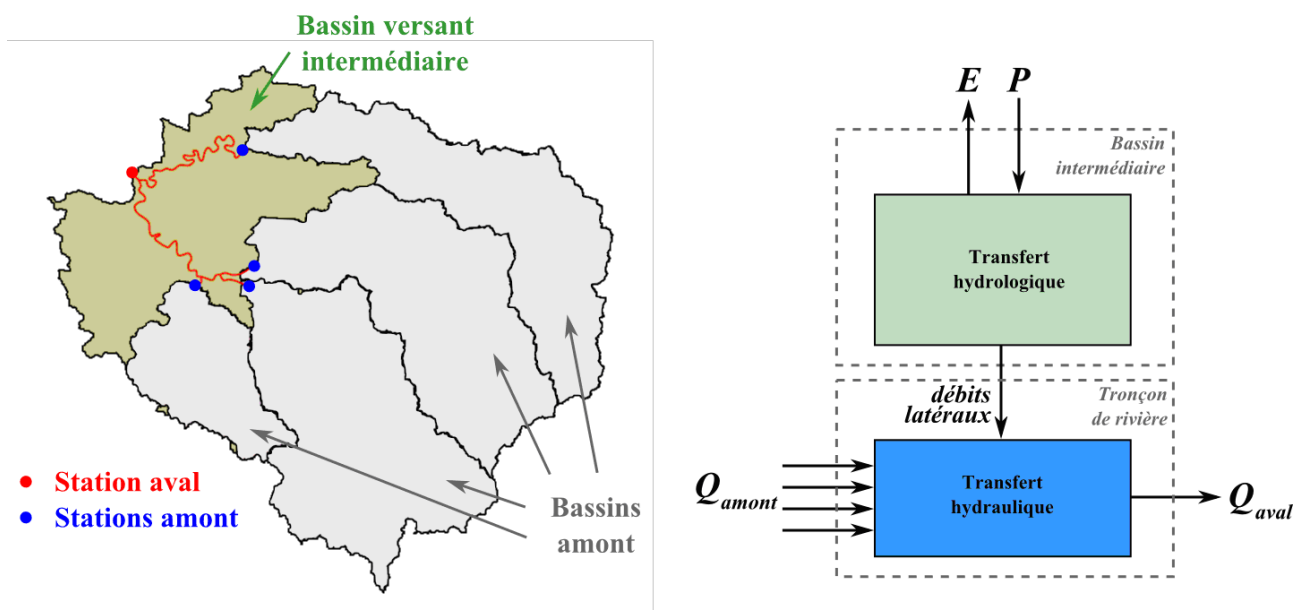 Bassin versant
intermédiaire
Station aval
Stations amont
Bassins
amont
E P
Bassin
intermédiaire
Transfert
hydrologique
débits
latéraux
Tronçon
de rivière
Q amont
Transfert
hydraulique
Q aval